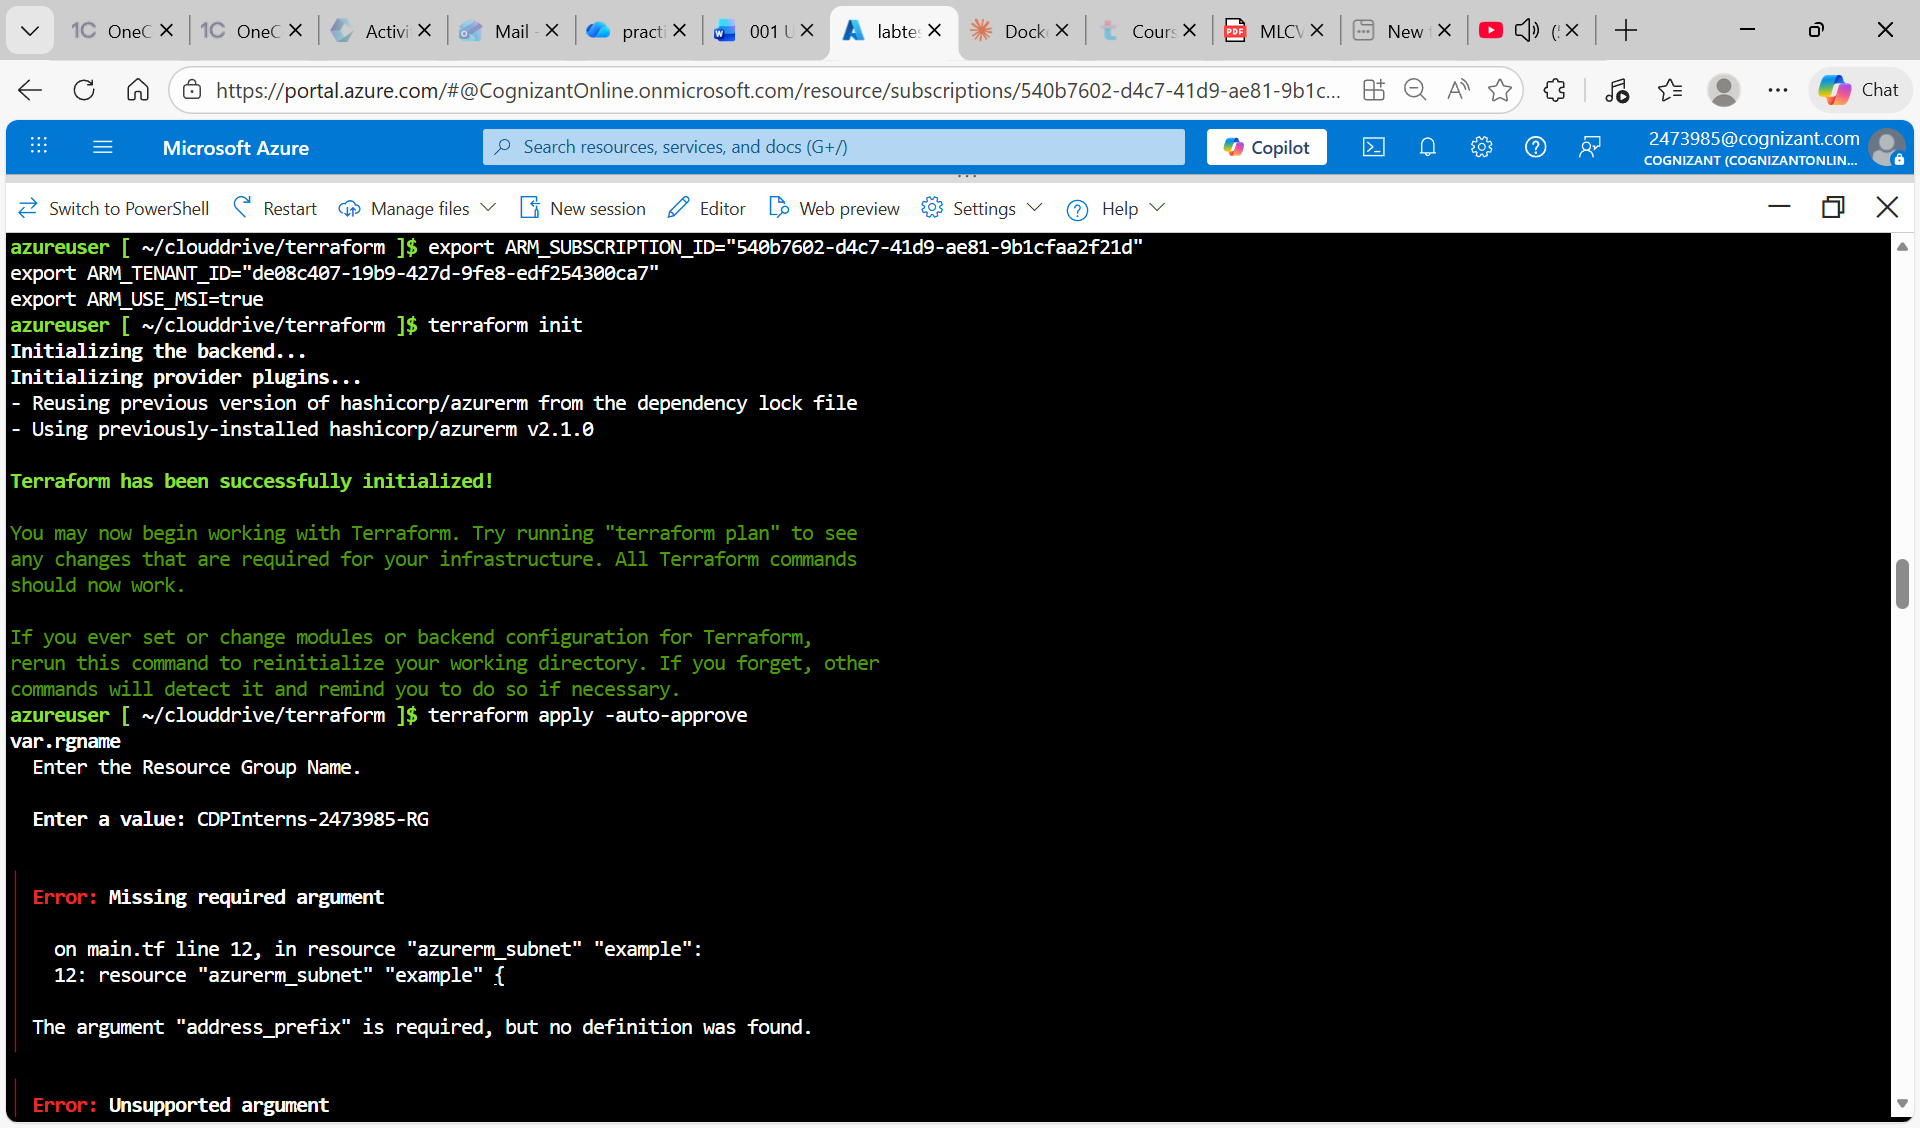 OneC
OneC
Activi
Mail -
practi
001 U
labtes
Dock
Cours
PDF
MLCV
New
(
https://portal.azure.com/#@CognizantOnline.onmicrosoft.com/resource/subscriptions/540b7602-d4c7-41d9-ae81-9b1c...
Chat
Microsoft Azure
Search resources, services, and docs (G+/)
Copilot
2473985@cognizant.com
COGNIZANT (COGNIZANTONLIN...
Switch to PowerShell
Restart
Manage files
New session
Editor
Web preview
Settings
Help
azureuser [ ~/clouddrive/terraform ]$ export ARM_SUBSCRIPTION_ID="540b7602-d4c7-41d9-ae81-9b1cfaa2f21d"
export ARM_TENANT_ID="de08c407-19b9-427d-9fe8-edf254300ca7"
export ARM_USE_MSI=true
azureuser [ ~/clouddrive/terraform ]$ terraform init
Initializing the backend...
Initializing provider plugins...
- Reusing previous version of hashicorp/azurerm from the dependency lock file
- Using previously-installed hashicorp/azurerm v2.1.0
Terraform has been successfully initialized!
You may now begin working with Terraform. Try running "terraform plan" to see
any changes that are required for your infrastructure. All Terraform commands
should now work.
If you ever set or change modules or backend configuration for Terraform,
rerun this command to reinitialize your working directory. If you forget, other
commands will detect it and remind you to do so if necessary.
azureuser [ ~/clouddrive/terraform ]$ terraform apply -auto-approve
var.rgname
Enter the Resource Group Name.
Enter a value: CDPInterns-2473985-RG
Error: Missing required argument
on main.tf line 12, in resource "azurerm_subnet" "example":
12: resource "azurerm_subnet" "example" {
The argument "address_prefix" is required, but no definition was found.
Error: Unsupported argument